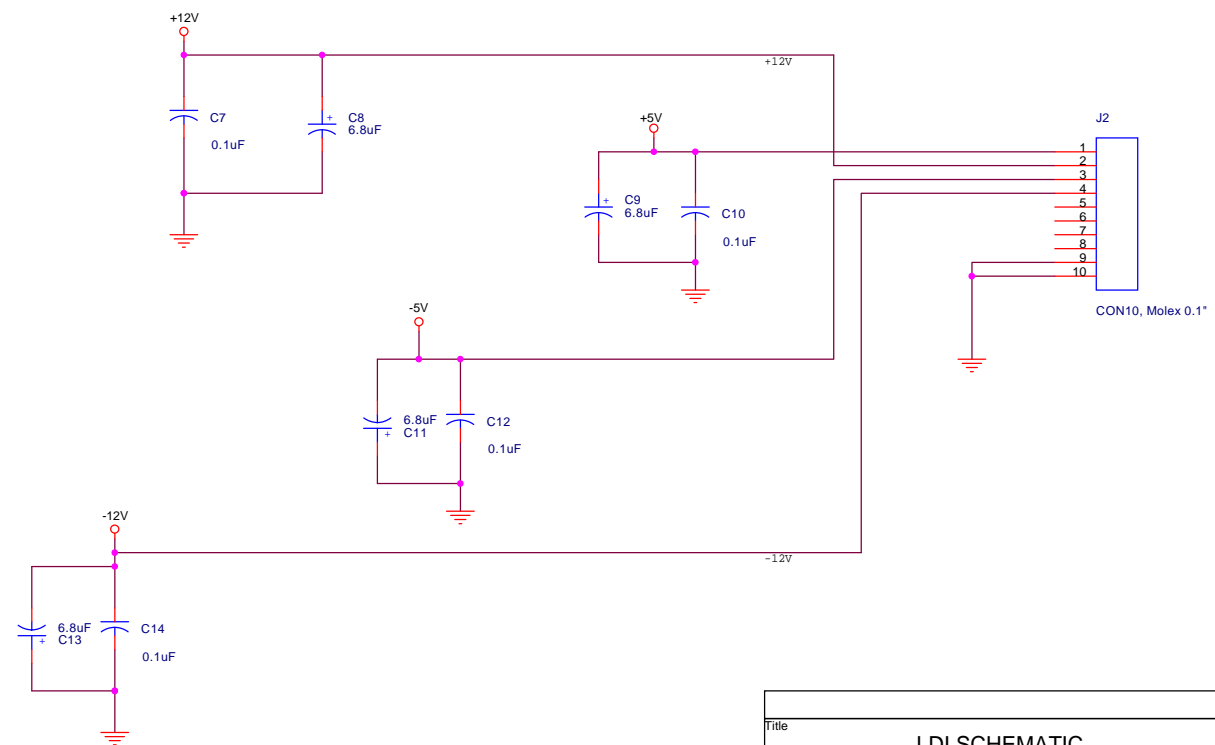 +12V
+12V
C7
0.1uF
+
C8
6.8uF
+5V
+
C9
6.8uF
C10
0.1uF
J2
1
2
3
4
5
6
7
8
9
10
CON10, Molex 0.1"
-5V
6.8uF
C11
+
C12
0.1uF
-12V
-12V
6.8uF
C13
+
C14
0.1uF
Title
LDI SCHEMATIC